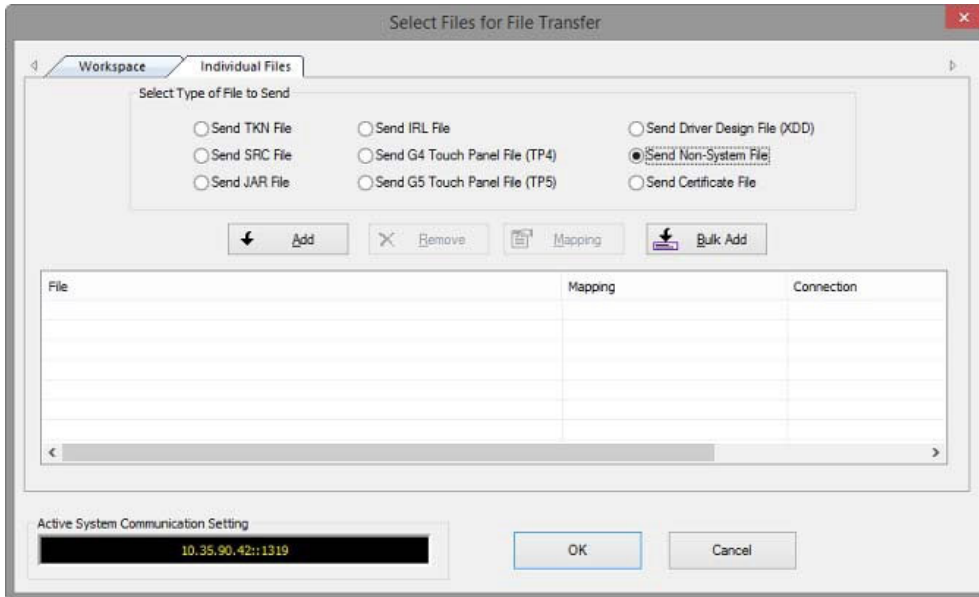 Select Files for File Transfer
Workspace
Individual Files
Select Type of File to Send
Send TKN File
Send IRL File
Send Driver Design File (XDD)
Send SRC File
Send G4 Touch Panel File (TP4)
Send Non-System File
Send JAR File
Send G5 Touch Panel File (TP5)
Send Certificate File
Add
Remove
Mapping
Bulk Add
File
Mapping
Connection
Active System Communication Setting
10.35.90.42::1319
OK
Cancel